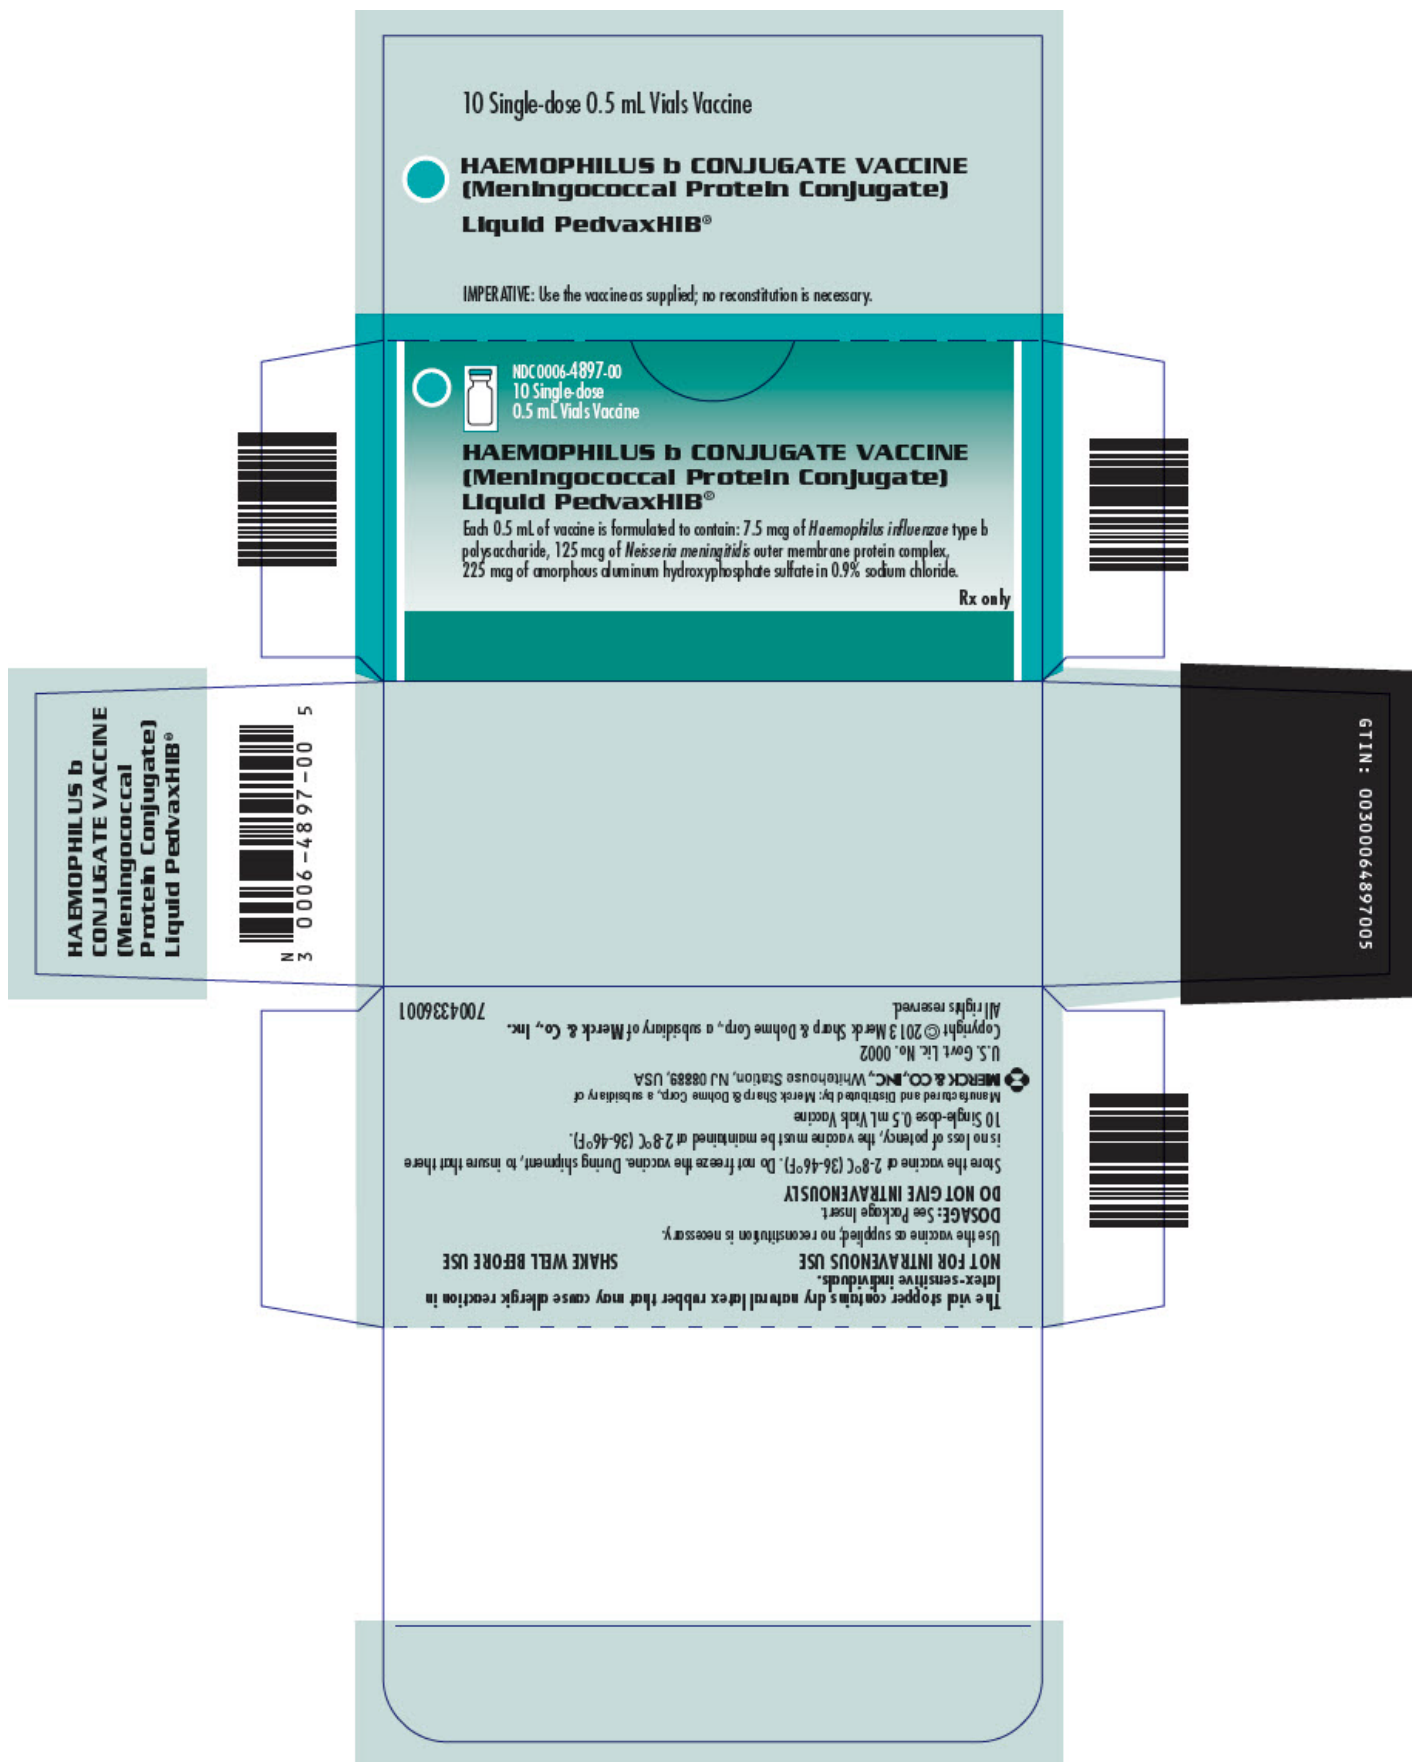 10 Single-dose 0.5 mL Vials Vaccine
HAEMOPHILUS b CONJUGATE VACCINE
(Meningococcal Protein Conjugate)
Liquid PedvaxHIB®
IMPERATIVE: Use the vaccine as supplied; no reconstitution is necessary.
NDC 0006-4897-00
10 Single-dose
0.5 mL Vials Vaccine
HAEMOPHILUS b CONJUGATE VACCINE
(Meningococcal Protein Conjugate)
Liquid PedvaxHIB®
Each 0.5 mL of vaccine is formulated to contain: 7.5 mcg of Haemophilus influenzae type b
polysaccharide, 125 mcg of Neisseria meningitidis outer membrane protein complex,
225 mcg of amorphous aluminum hydroxyphosphate sulfate in 0.9% sodium chloride.
Rx only
HAEMOPHILUS b
CONJUGATE VACCINE
(Meningococcal
Protein Conjugate)
Liquid PedvaxHIB®
N
3 0006-4897-00 5
GTIN: 00300064897005
The vial stopper contains dry natural latex rubber that may cause allergic reaction in
latex-sensitive individuals.
NOT FOR INTRAVENOUS USE SHAKE WELL BEFORE USE
Use the vaccine as supplied; no reconstitution is necessary.
DOSAGE: See Package Insert.
DO NOT GIVE INTRAVENOUSLY
Store the vaccine at 2-8°C (36-46°F). Do not freeze the vaccine. During shipment, to insure that there
is no loss of potency, the vaccine must be maintained at 2-8°C (36-46°F).
10 Single-dose 0.5 mL Vials Vaccine
Manufactured and Distributed by: Merck Sharp & Dohme Corp., a subsidiary of
MERCK & CO., INC., Whitehouse Station, NJ 08889, USA
U.S. Govt. Lic. No. 0002
Copyright © 2013 Merck Sharp & Dohme Corp., a subsidiary of Merck & Co., Inc.
All rights reserved. 7004336001